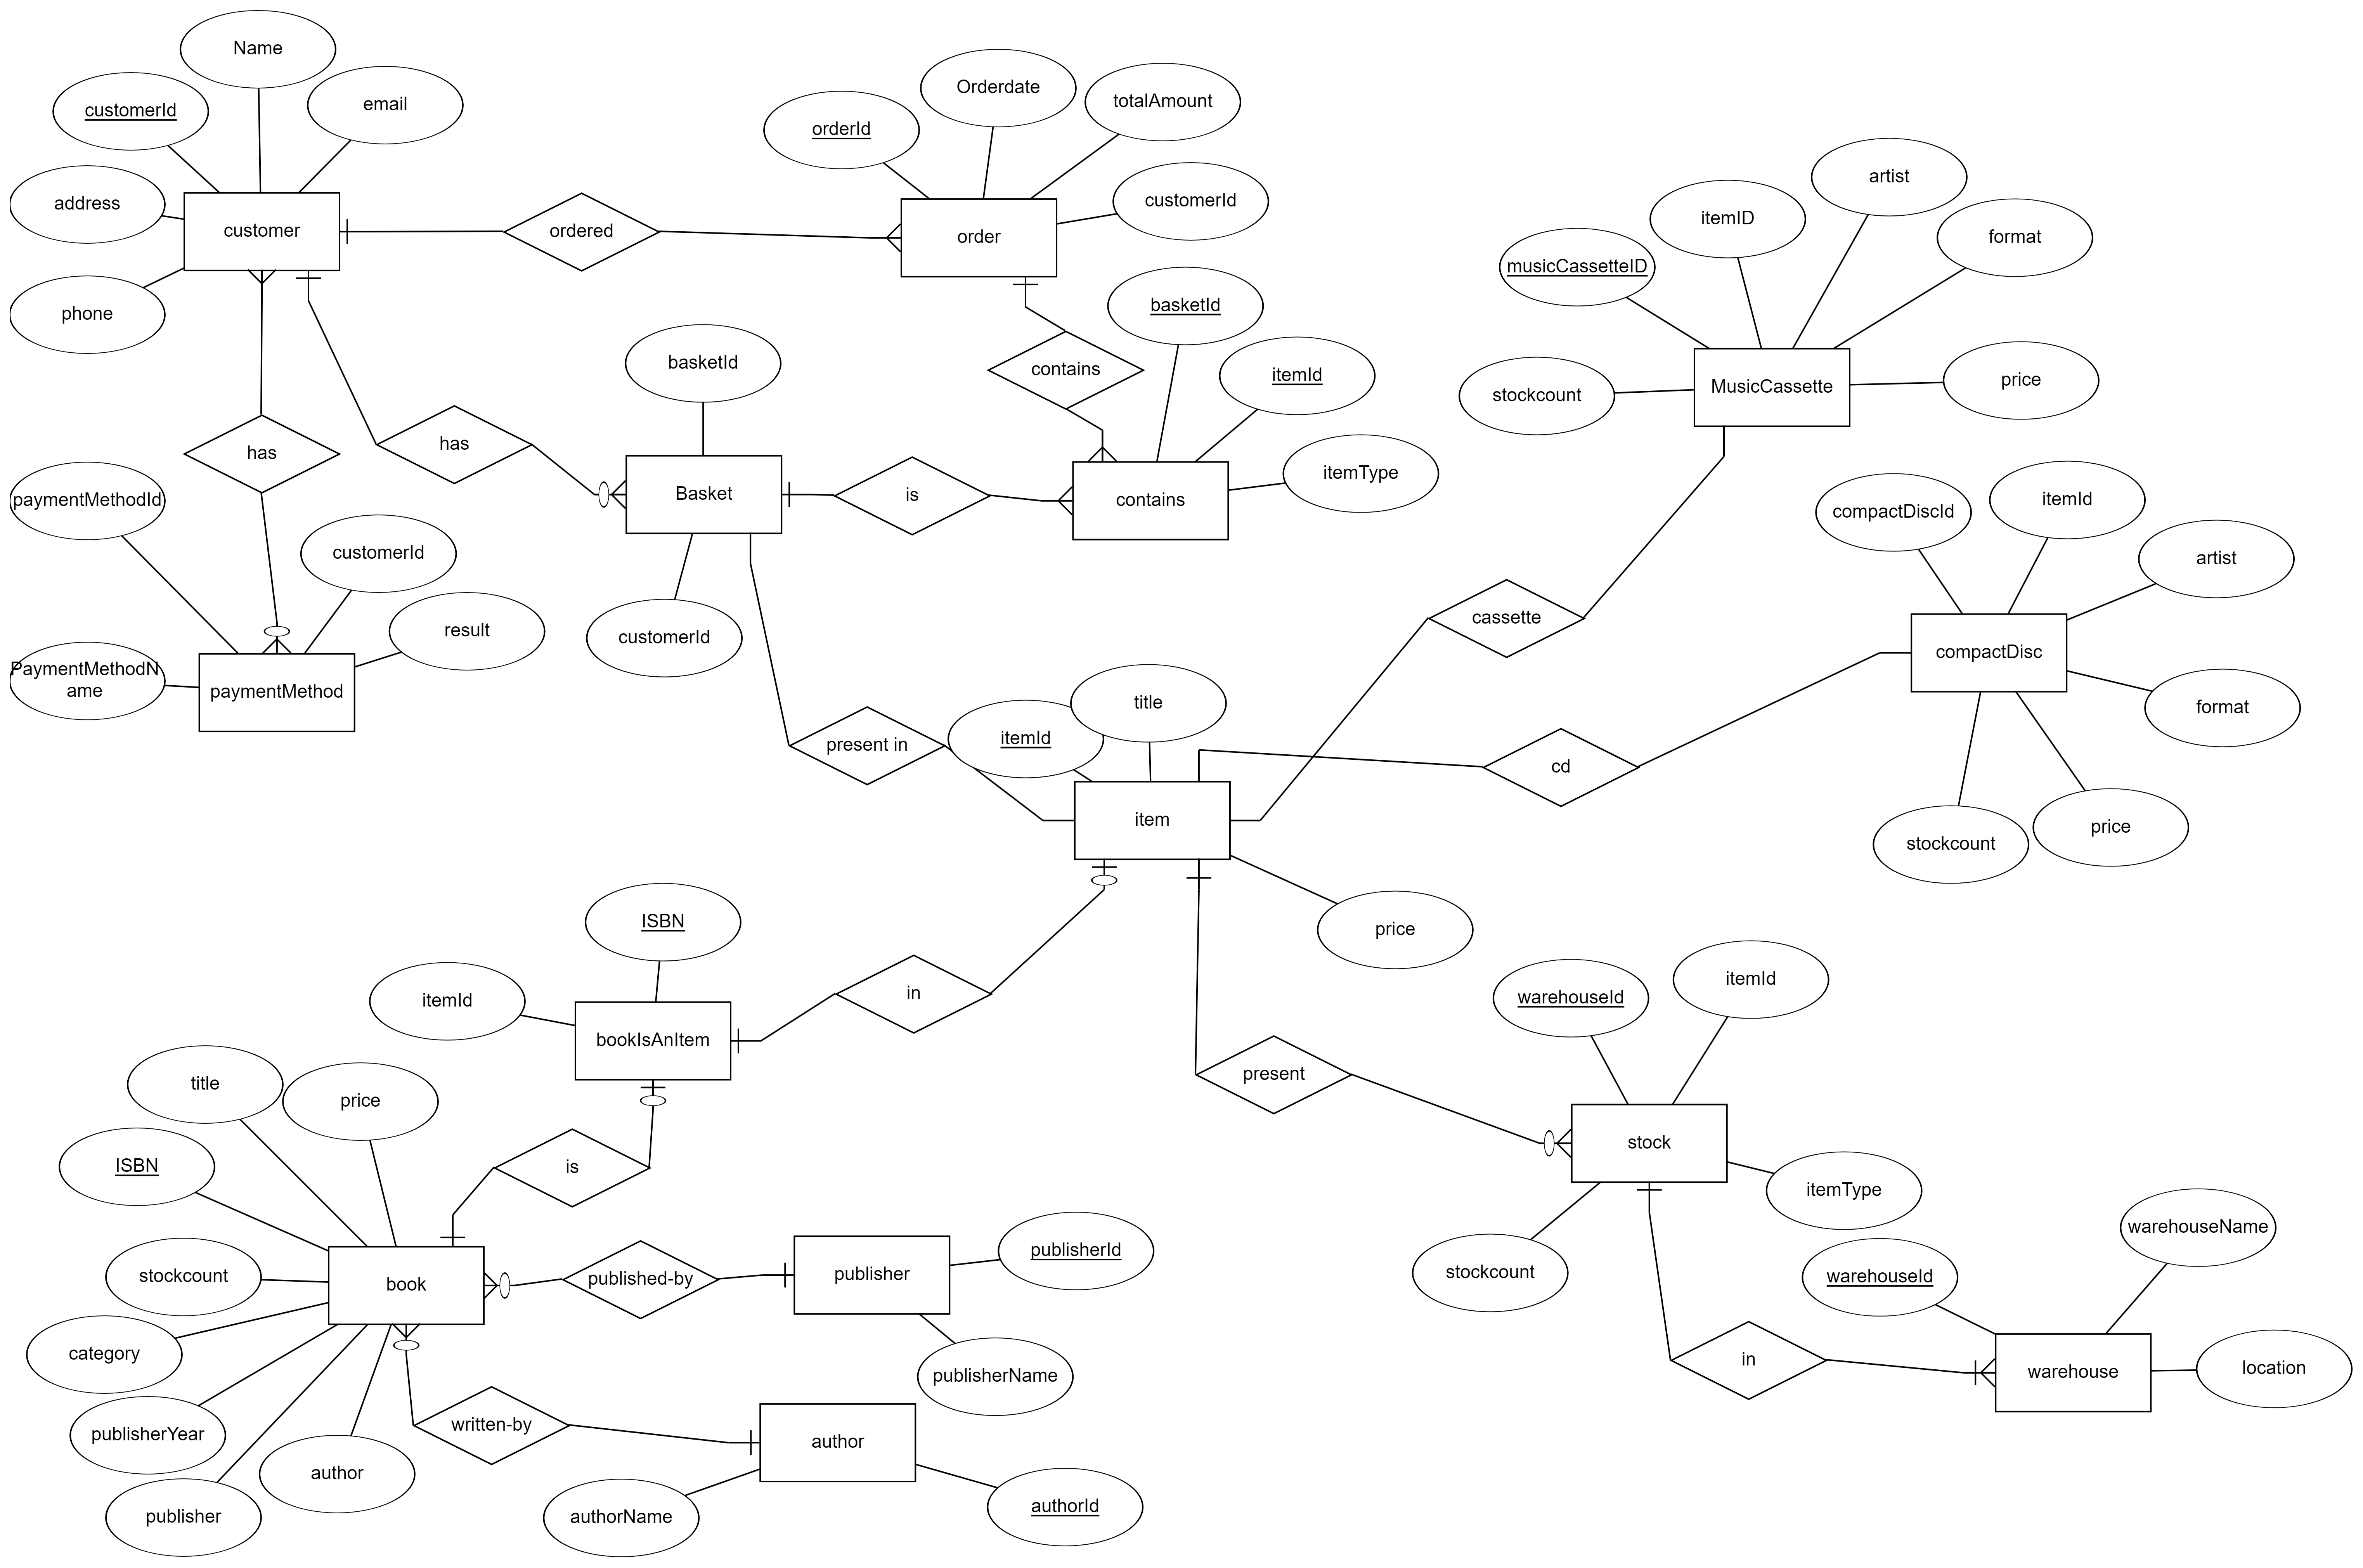 Name
customerId
email
address
customer
phone
ordered
orderId
Orderdate
totalAmount
customerId
order
contains
basketId
itemId
itemType
contains
has
has
basketId
Basket
is
customerId
paymentMethodId
customerId
result
PaymentMethodN
ame
paymentMethod
musicCassetteID
itemID
artist
format
stockcount
MusicCassette
price
cassette
compactDiscId
itemId
artist
compactDisc
format
cd
stockcount
price
present in
itemId
title
item
price
ISBN
itemId
bookIsAnItem
in
title
price
ISBN
is
stockcount
book
category
publisherYear
publisher
author
published-by
publisher
publisherId
publisherName
written-by
author
authorName
authorId
present
warehouseId
itemId
stock
itemType
stockcount
in
warehouseId
warehouseName
warehouse
location